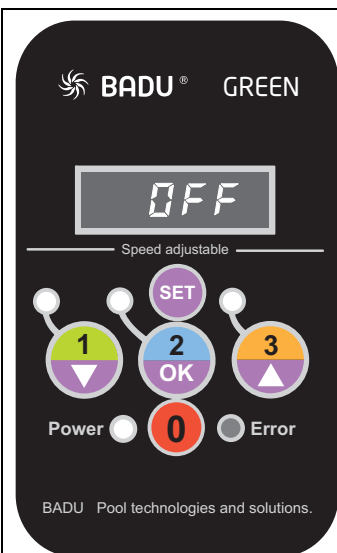 BADU® GREEN
OFF
Speed adjustable
SET
1 2 3
OK
Power 0 Error
BADU Pool technologies and solutions.